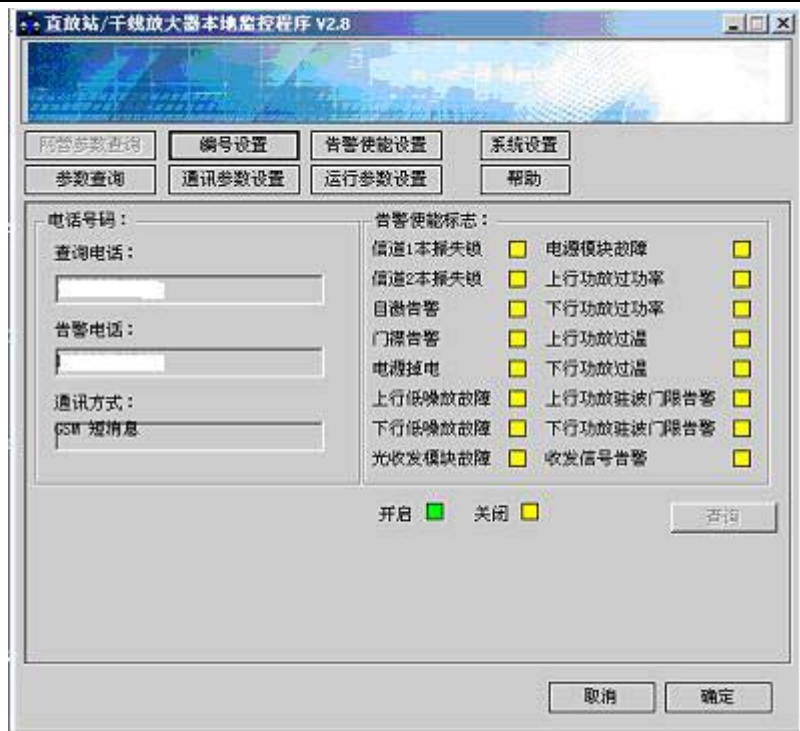 直放站/干线放大器本地监控程序 V2.8
网管参数查询 编号设置 告警使能设置 系统设置
参数查询 通讯参数设置 运行参数设置 帮助
电话号码：
查询电话：
告警电话：
通讯方式：
GSM 短消息
告警使能标志：
信道1本振失锁 电源模块故障
信道2本振失锁 上行功放过功率
自激告警 下行功放过功率
门禁告警 上行功放过温
电源掉电 下行功放过温
上行低噪放故障 上行功放驻波门限告警
下行低噪放故障 下行功放驻波门限告警
光收发模块故障 收发信号告警
开启 关闭 查询
取消 确定